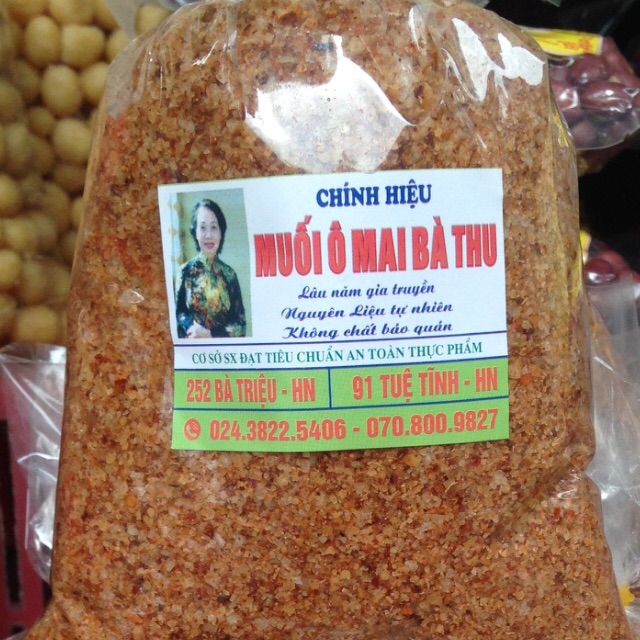 CHÍNH HIỆU
MUỐI Ô MAI BÀ THU
Lâu năm gia truyền
Nguyên Liệu tự nhiên
Không chất bảo quản
CƠ SỞ SX ĐẠT TIÊU CHUẨN AN TOÀN THỰC PHẨM
252 BÀ TRIỆU - HN
91 TUỆ TĨNH - HN
024.3822.5406 - 070.800.9827